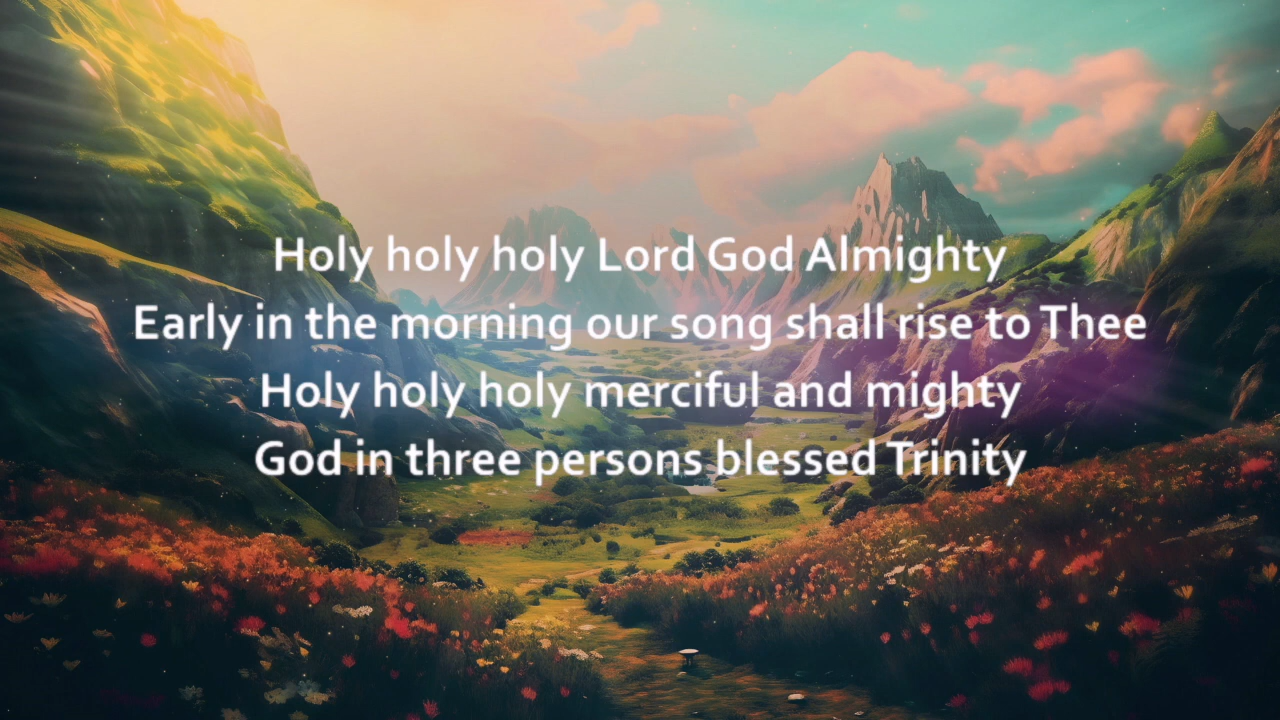 Holy holy holy Lord God Almighty
Early in the morning our song shall rise to Thee
Holy holy holy merciful and mighty
God in three persons blessed Trinity